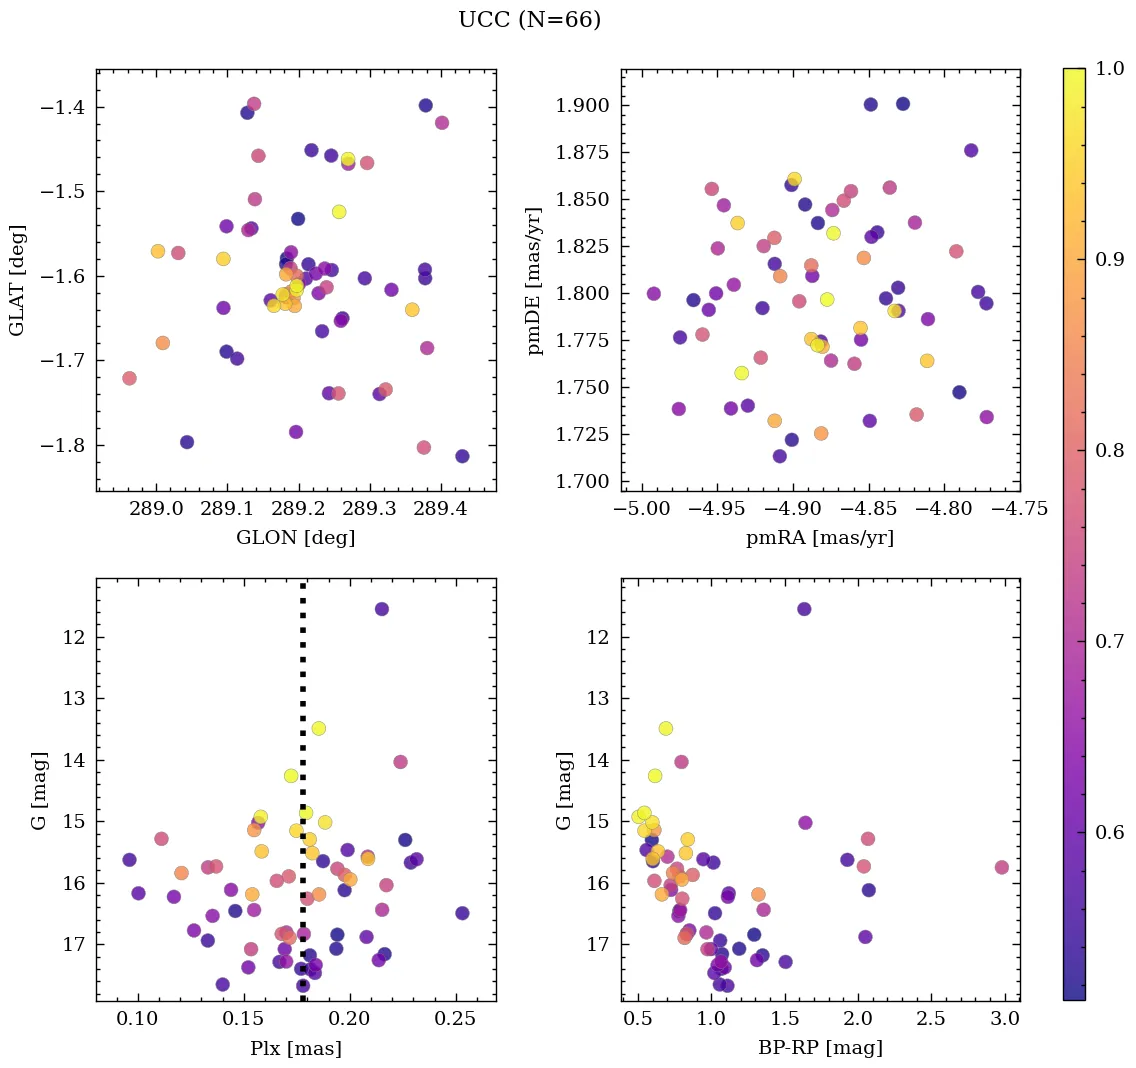 UCC (N=66)
−1.4
−1.5
−1.6
−1.7
−1.8
GLAT [deg]
289.0 289.1 289.2 289.3 289.4
GLON [deg]
1.900
1.875
1.850
1.825
1.800
1.775
1.750
1.725
1.700
pmDE [mas/yr]
−5.00 −4.95 −4.90 −4.85 −4.80 −4.75
pmRA [mas/yr]
12
13
14
15
16
17
G [mag]
0.10 0.15 0.20 0.25
Plx [mas]
12
13
14
15
16
17
G [mag]
0.5 1.0 1.5 2.0 2.5 3.0
BP-RP [mag]
1.0
0.9
0.8
0.7
0.6